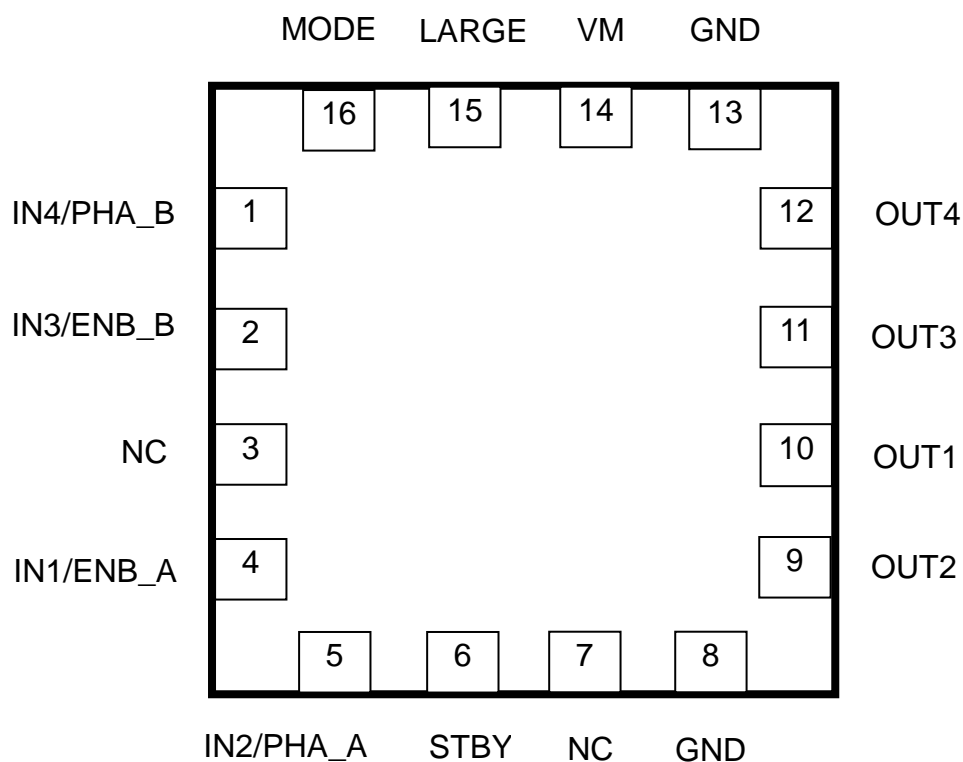 MODE LARGE VM GND
16 15 14 13
IN4/PHA_B 1 12 OUT4
IN3/ENB_B 2 11 OUT3
NC 3 10 OUT1
IN1/ENB_A 4 9 OUT2
5 6 7 8
IN2/PHA_A STBY NC GND